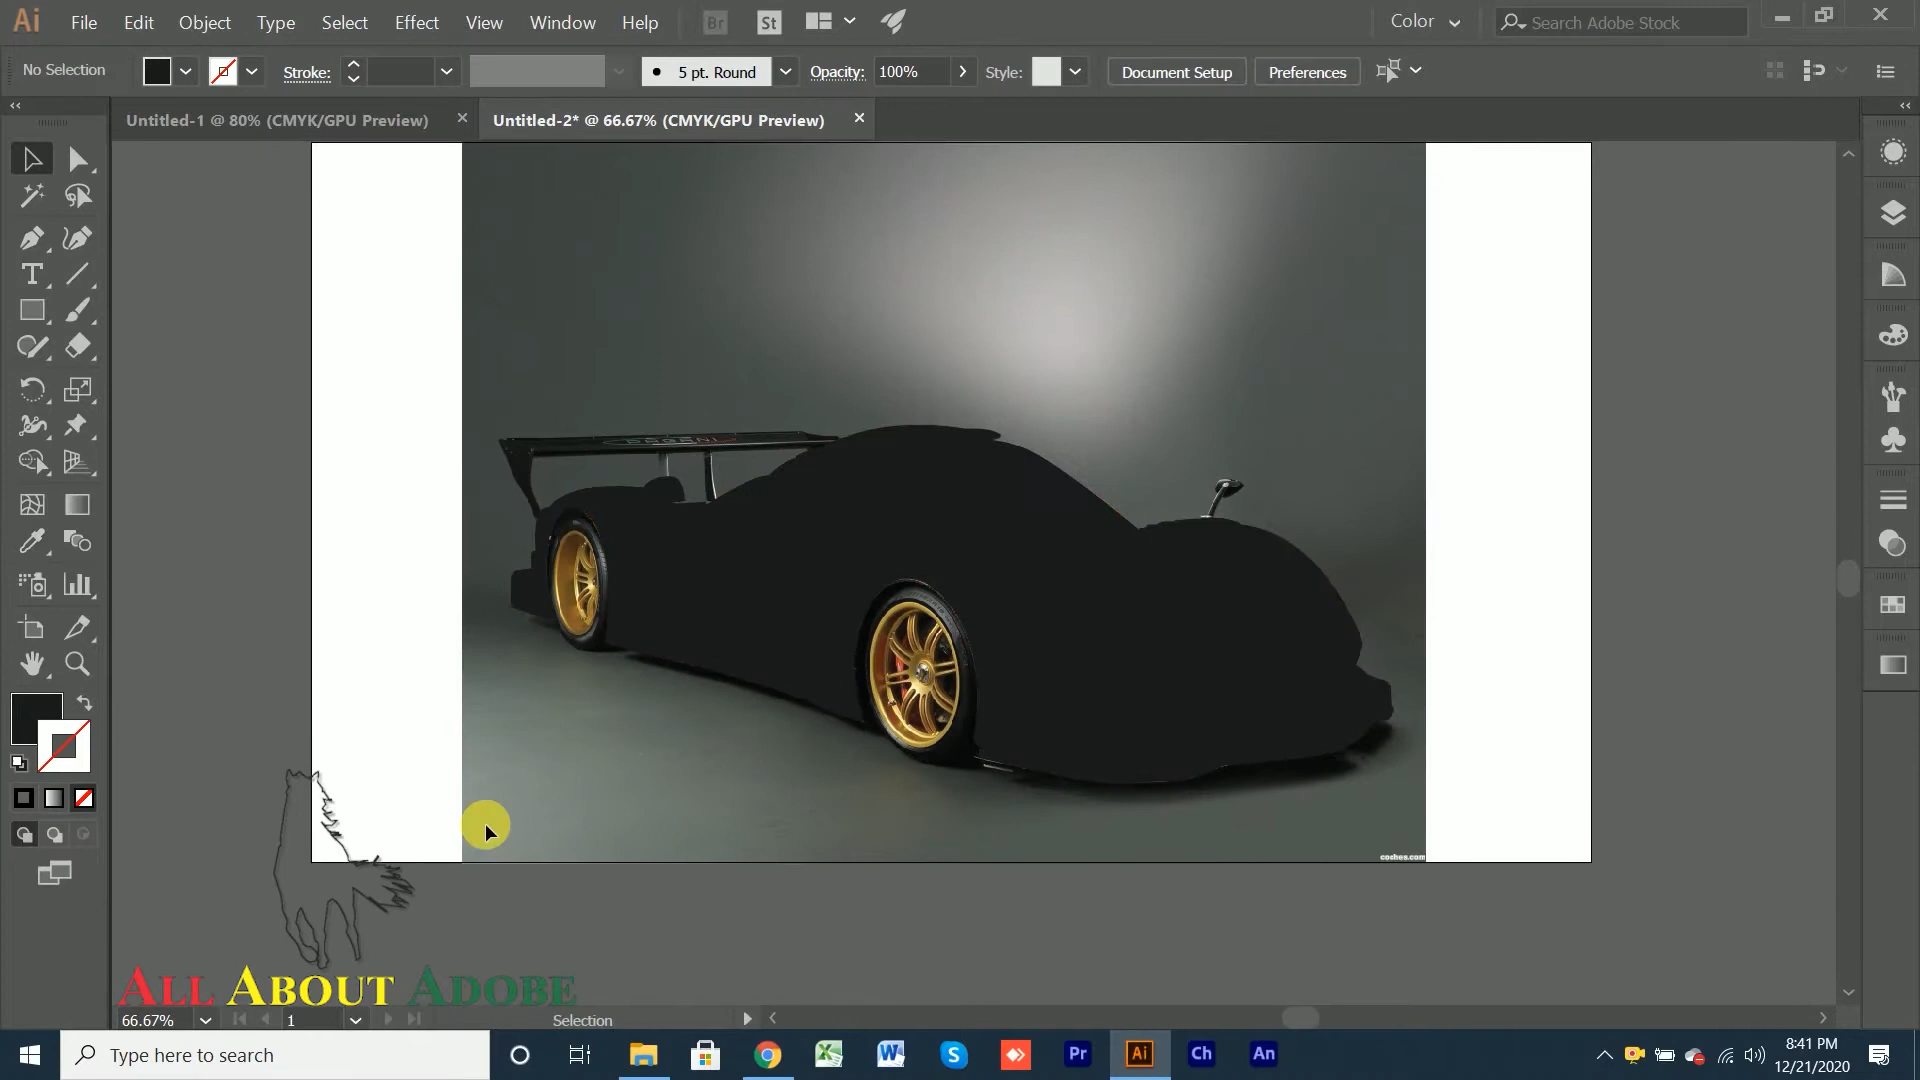 Ai File Edit Object Type Select Effect View Window Help Br St Color Search Adobe Stock
No Selection Stroke: 5 pt. Round Opacity: 100% Style: Document Setup Preferences
Untitled-1 @ 80% (CMYK/GPU Preview) Untitled-2* @ 66.67% (CMYK/GPU Preview)
PAGANI
coches.com
ALL ABOUT ADOBE
66.67% 1 Selection
Type here to search Pr Ai Ch An 8:41 PM
12/21/2020